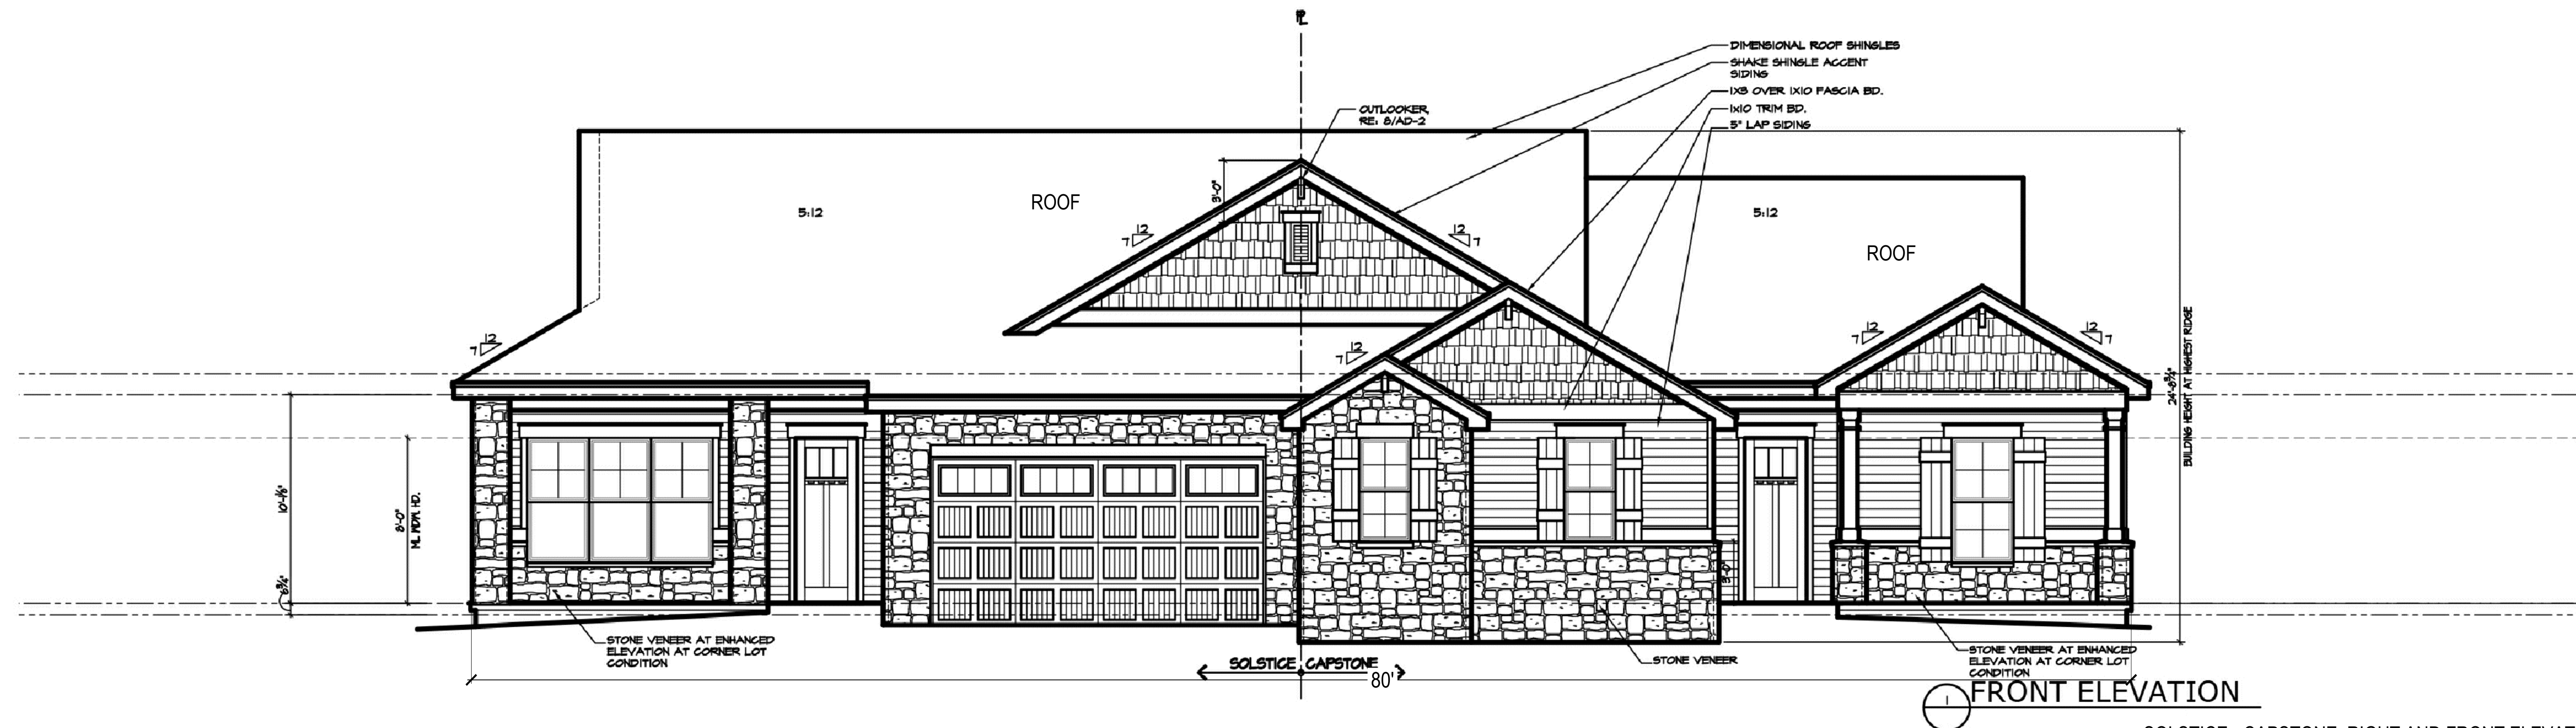 PL
DIMENSIONAL ROOF SHINGLES
SHAKE SHINGLE ACCENT
SIDING
1X3 OVER 1X10 FASCIA BD.
1x10 TRIM BD.
5" LAP SIDING
OUTLOOKER,
RE: 8/AD-2
3'-0"
ROOF
5:12
5:12
ROOF
12
7
12
7
12
7
12
7
12
7
12
7
10'-1⅛"
8'-0"
ML WDW. HD.
3'-0"
24'-8¾"
BUILDING HEIGHT AT HIGHEST RIDGE
STONE VENEER AT ENHANCED
ELEVATION AT CORNER LOT
CONDITION
SOLSTICE
CAPSTONE
80'
STONE VENEER
STONE VENEER AT ENHANCED
ELEVATION AT CORNER LOT
CONDITION
1
FRONT ELEVATION